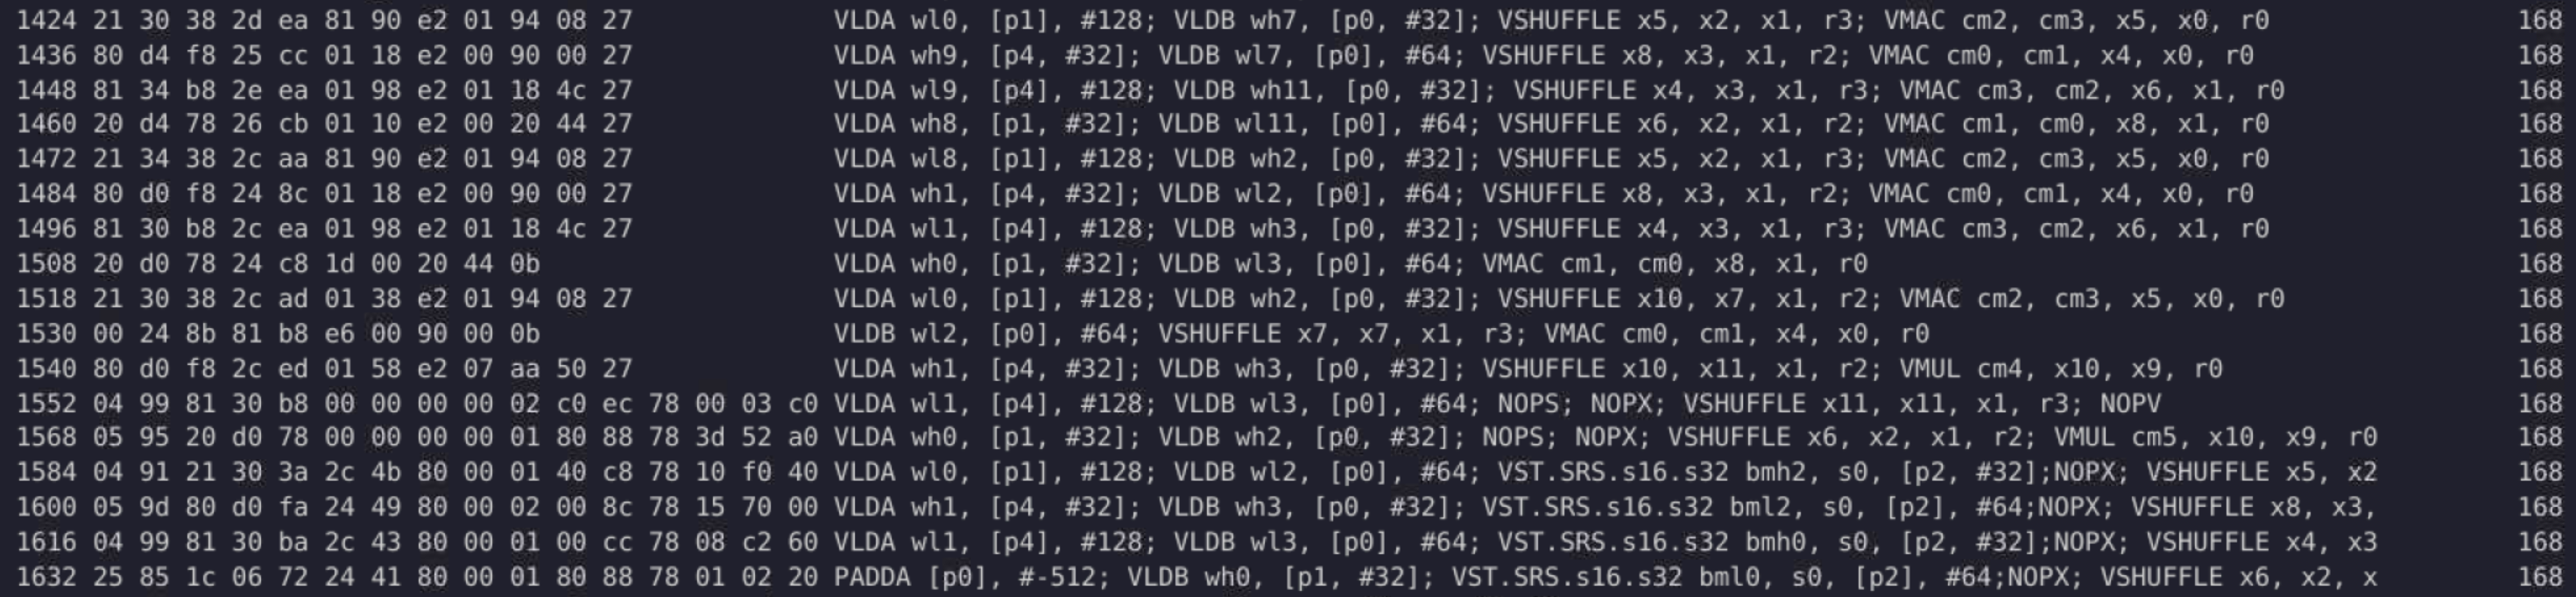 1424 21 30 38 2d ea 81 90 e2 01 94 08 27 VLDA wl0, [p1], #128; VLDB wh7, [p0, #32]; VSHUFFLE x5, x2, x1, r3; VMAC cm2, cm3, x5, x0, r0 168
1436 80 d4 f8 25 cc 01 18 e2 00 90 00 27 VLDA wh9, [p4, #32]; VLDB wl7, [p0], #64; VSHUFFLE x8, x3, x1, r2; VMAC cm0, cm1, x4, x0, r0 168
1448 81 34 b8 2e ea 01 98 e2 01 18 4c 27 VLDA wl9, [p4], #128; VLDB wh11, [p0, #32]; VSHUFFLE x4, x3, x1, r3; VMAC cm3, cm2, x6, x1, r0 168
1460 20 d4 78 26 cb 01 10 e2 00 20 44 27 VLDA wh8, [p1, #32]; VLDB wl11, [p0], #64; VSHUFFLE x6, x2, x1, r2; VMAC cm1, cm0, x8, x1, r0 168
1472 21 34 38 2c aa 81 90 e2 01 94 08 27 VLDA wl8, [p1], #128; VLDB wh2, [p0, #32]; VSHUFFLE x5, x2, x1, r3; VMAC cm2, cm3, x5, x0, r0 168
1484 80 d0 f8 24 8c 01 18 e2 00 90 00 27 VLDA wh1, [p4, #32]; VLDB wl2, [p0], #64; VSHUFFLE x8, x3, x1, r2; VMAC cm0, cm1, x4, x0, r0 168
1496 81 30 b8 2c ea 01 98 e2 01 18 4c 27 VLDA wl1, [p4], #128; VLDB wh3, [p0, #32]; VSHUFFLE x4, x3, x1, r3; VMAC cm3, cm2, x6, x1, r0 168
1508 20 d0 78 24 c8 1d 00 20 44 0b VLDA wh0, [p1, #32]; VLDB wl3, [p0], #64; VMAC cm1, cm0, x8, x1, r0 168
1518 21 30 38 2c ad 01 38 e2 01 94 08 27 VLDA wl0, [p1], #128; VLDB wh2, [p0, #32]; VSHUFFLE x10, x7, x1, r2; VMAC cm2, cm3, x5, x0, r0 168
1530 00 24 8b 81 b8 e6 00 90 00 0b VLDB wl2, [p0], #64; VSHUFFLE x7, x7, x1, r3; VMAC cm0, cm1, x4, x0, r0 168
1540 80 d0 f8 2c ed 01 58 e2 07 aa 50 27 VLDA wh1, [p4, #32]; VLDB wh3, [p0, #32]; VSHUFFLE x10, x11, x1, r2; VMUL cm4, x10, x9, r0 168
1552 04 99 81 30 b8 00 00 00 00 02 c0 ec 78 00 03 c0 VLDA wl1, [p4], #128; VLDB wl3, [p0], #64; NOPS; NOPX; VSHUFFLE x11, x11, x1, r3; NOPV 168
1568 05 95 20 d0 78 00 00 00 00 01 80 88 78 3d 52 a0 VLDA wh0, [p1, #32]; VLDB wh2, [p0, #32]; NOPS; NOPX; VSHUFFLE x6, x2, x1, r2; VMUL cm5, x10, x9, r0 168
1584 04 91 21 30 3a 2c 4b 80 00 01 40 c8 78 10 f0 40 VLDA wl0, [p1], #128; VLDB wl2, [p0], #64; VST.SRS.s16.s32 bmh2, s0, [p2, #32];NOPX; VSHUFFLE x5, x2 168
1600 05 9d 80 d0 fa 24 49 80 00 02 00 8c 78 15 70 00 VLDA wh1, [p4, #32]; VLDB wh3, [p0, #32]; VST.SRS.s16.s32 bml2, s0, [p2], #64;NOPX; VSHUFFLE x8, x3, 168
1616 04 99 81 30 ba 2c 43 80 00 01 00 cc 78 08 c2 60 VLDA wl1, [p4], #128; VLDB wl3, [p0], #64; VST.SRS.s16.s32 bmh0, s0, [p2, #32];NOPX; VSHUFFLE x4, x3 168
1632 25 85 1c 06 72 24 41 80 00 01 80 88 78 01 02 20 PADDA [p0], #-512; VLDB wh0, [p1, #32]; VST.SRS.s16.s32 bml0, s0, [p2], #64;NOPX; VSHUFFLE x6, x2, x 168